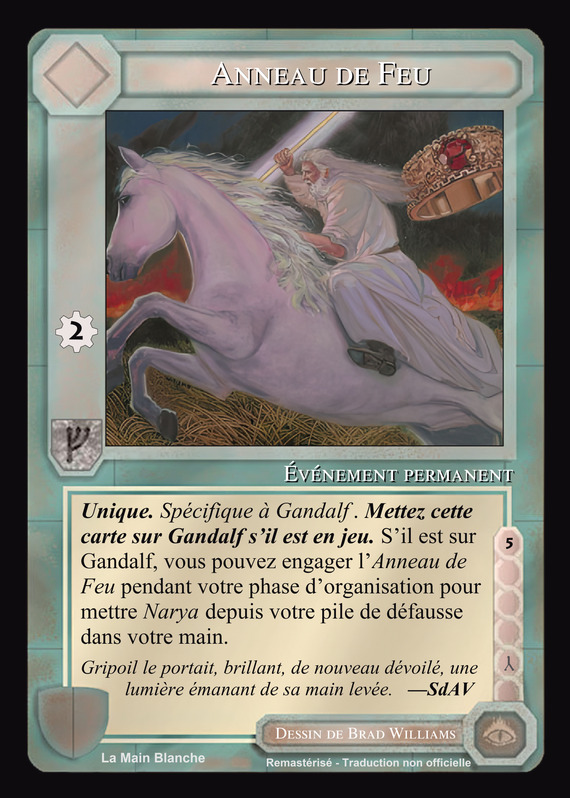 ANNEAU DE FEU
2
ÉVÉNEMENT PERMANENT
Unique. Spécifique à Gandalf . Mettez cette
carte sur Gandalf s'il est en jeu. S'il est sur
Gandalf, vous pouvez engager l'Anneau de
Feu pendant votre phase d'organisation pour
mettre Narya depuis votre pile de défausse
dans votre main.
Gripoil le portait, brillant, de nouveau dévoilé, une
lumière émanant de sa main levée. —SdAV
5
DESSIN DE BRAD WILLIAMS
La Main Blanche
Remastérisé - Traduction non officielle